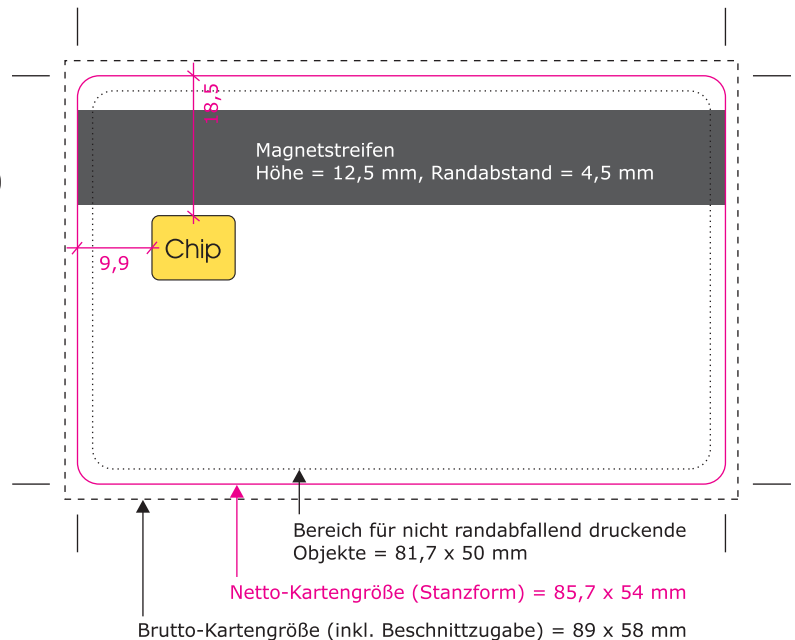 18,5
Magnetstreifen
Höhe = 12,5 mm, Randabstand = 4,5 mm
Chip
9,9
Bereich für nicht randabfallend druckende
Objekte = 81,7 x 50 mm
Netto-Kartengröße (Stanzform) = 85,7 x 54 mm
Brutto-Kartengröße (inkl. Beschnittzugabe) = 89 x 58 mm